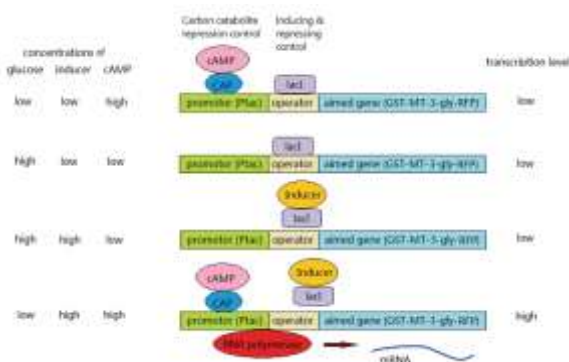 Carbon catabolite
repression control
Inducing &
repressing
control
concentrations of
glucose inducer cAMP
transcription level
cAMP
CAP
lacI
low low high
promotor (Plac) operator aimed gene (GST-MT-3-gly-RFP)
low
lacI
high low low
promotor (Plac) operator aimed gene (GST-MT-3-gly-RFP)
low
Inducer
lacI
high high low
promotor (Plac) operator aimed gene (GST-MT-3-gly-RFP)
low
cAMP
Inducer
CAP
lacI
low high high
promotor (Plac) operator aimed gene (GST-MT-3-gly-RFP)
high
RNA polymerase
mRNA